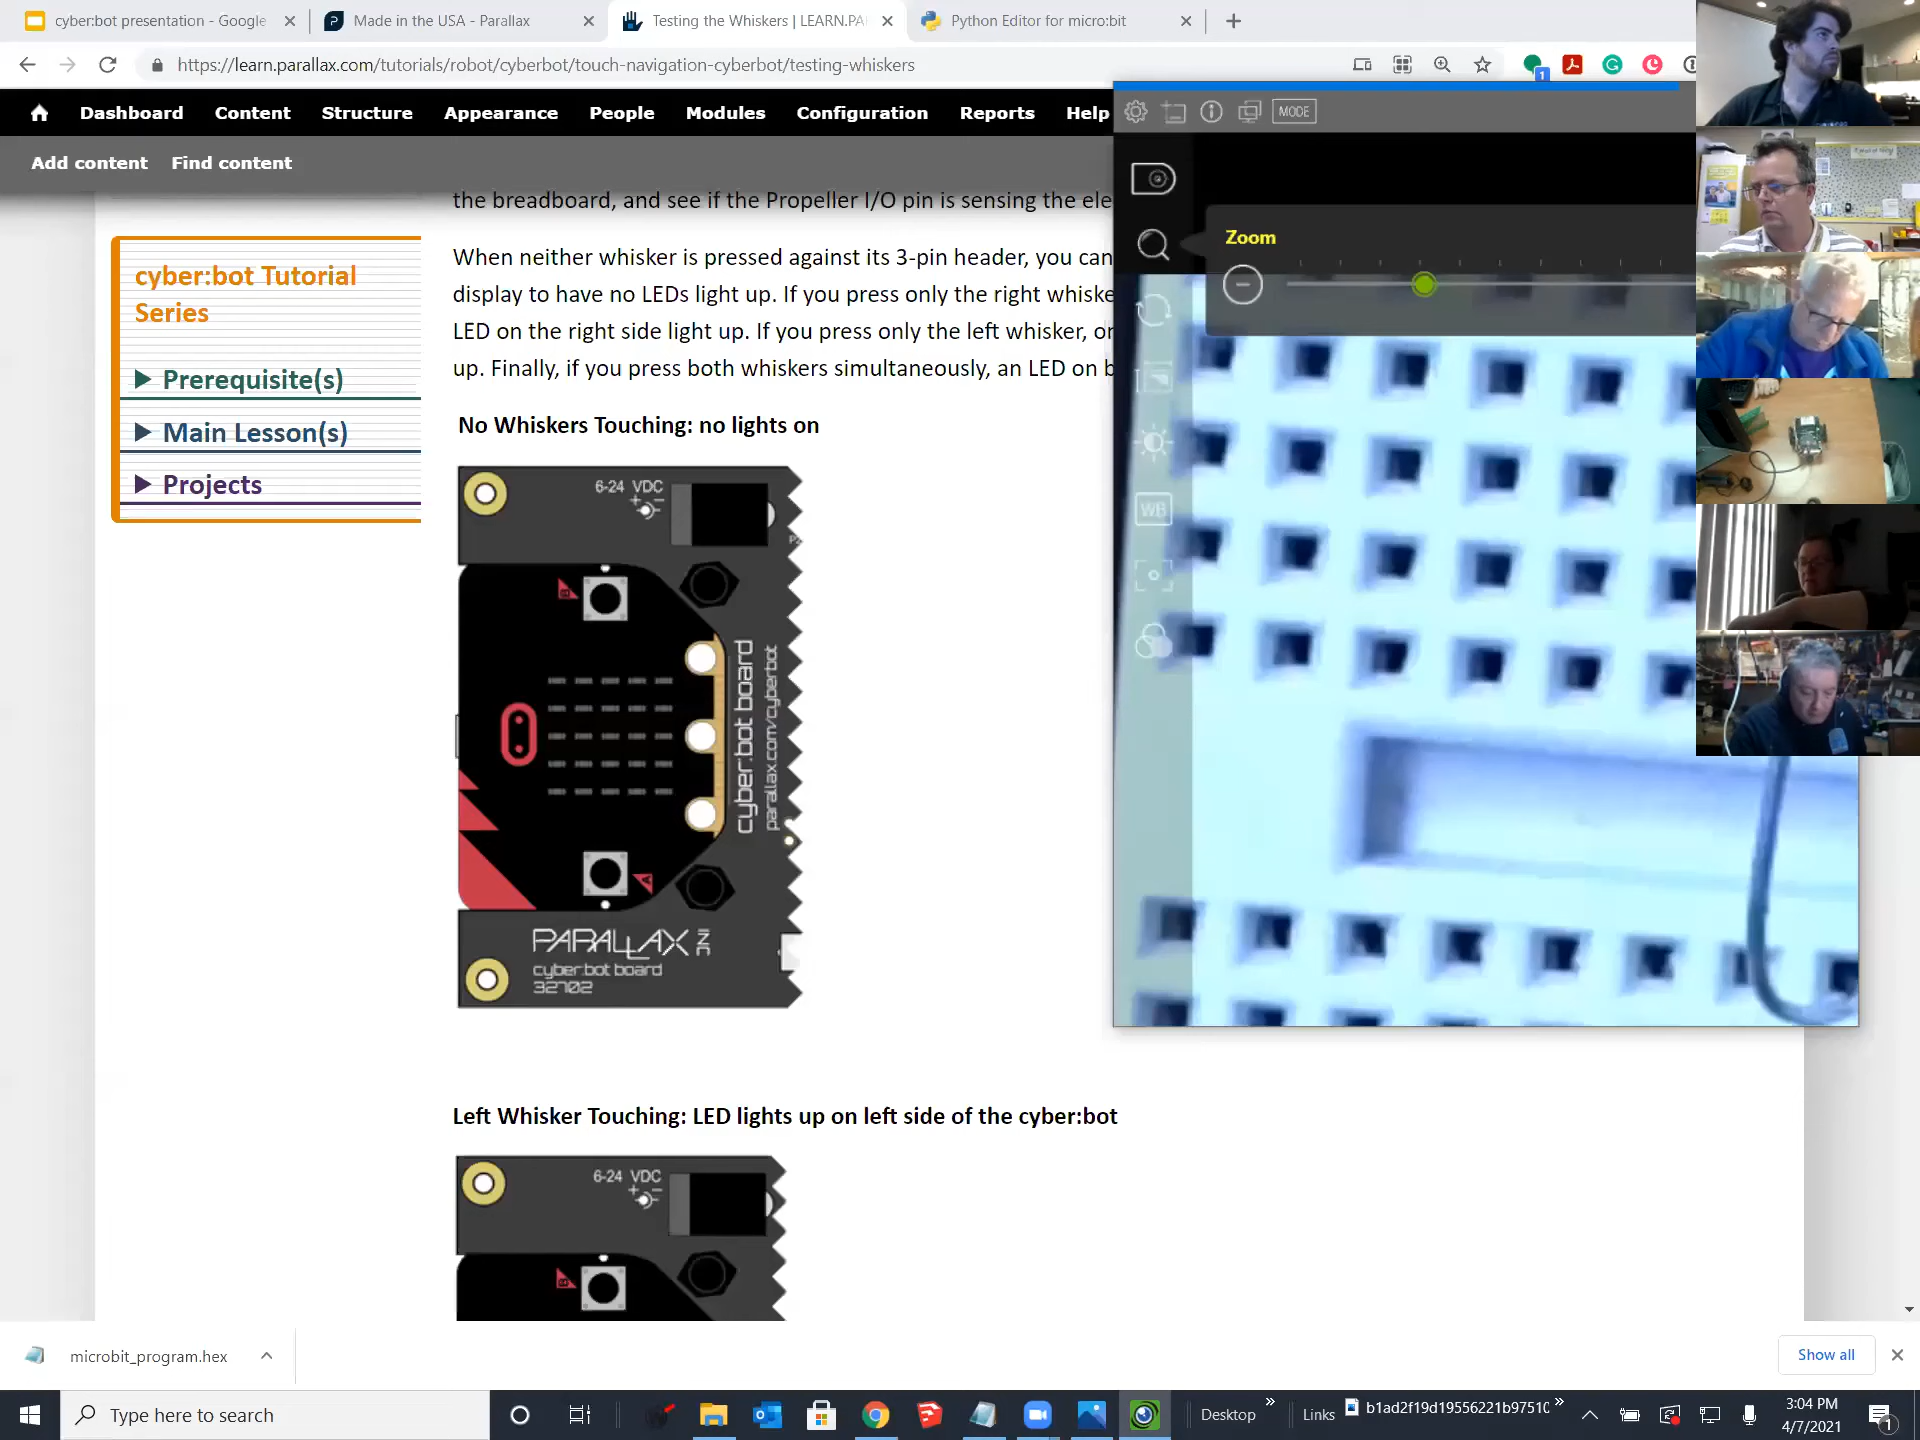 cyber:bot presentation - Google
Made in the USA - Parallax
Testing the Whiskers | LEARN.PA
Python Editor for micro:bit
https://learn.parallax.com/tutorials/robot/cyberbot/touch-navigation-cyberbot/testing-whiskers
1
Dashboard
Content
Structure
Appearance
People
Modules
Configuration
Reports
Help
Add content
Find content
MODE
Zoom
WB
cyber:bot Tutorial
Series
Prerequisite(s)
Main Lesson(s)
Projects
the breadboard, and see if the Propeller I/O pin is sensing the ele
When neither whisker is pressed against its 3-pin header, you can
display to have no LEDs light up. If you press only the right whiske
LED on the right side light up. If you press only the left whisker, or
up. Finally, if you press both whiskers simultaneously, an LED on b
No Whiskers Touching: no lights on
6-24 VDC
B
cyber:bot board
parallax.com/cyberbot
A
PARALLAX INC
cyber:bot board
32702
Left Whisker Touching: LED lights up on left side of the cyber:bot
6-24 VDC
B
microbit_program.hex
Show all
Type here to search
Desktop
Links
b1ad2f19d19556221b9751(
3:04 PM
4/7/2021
1